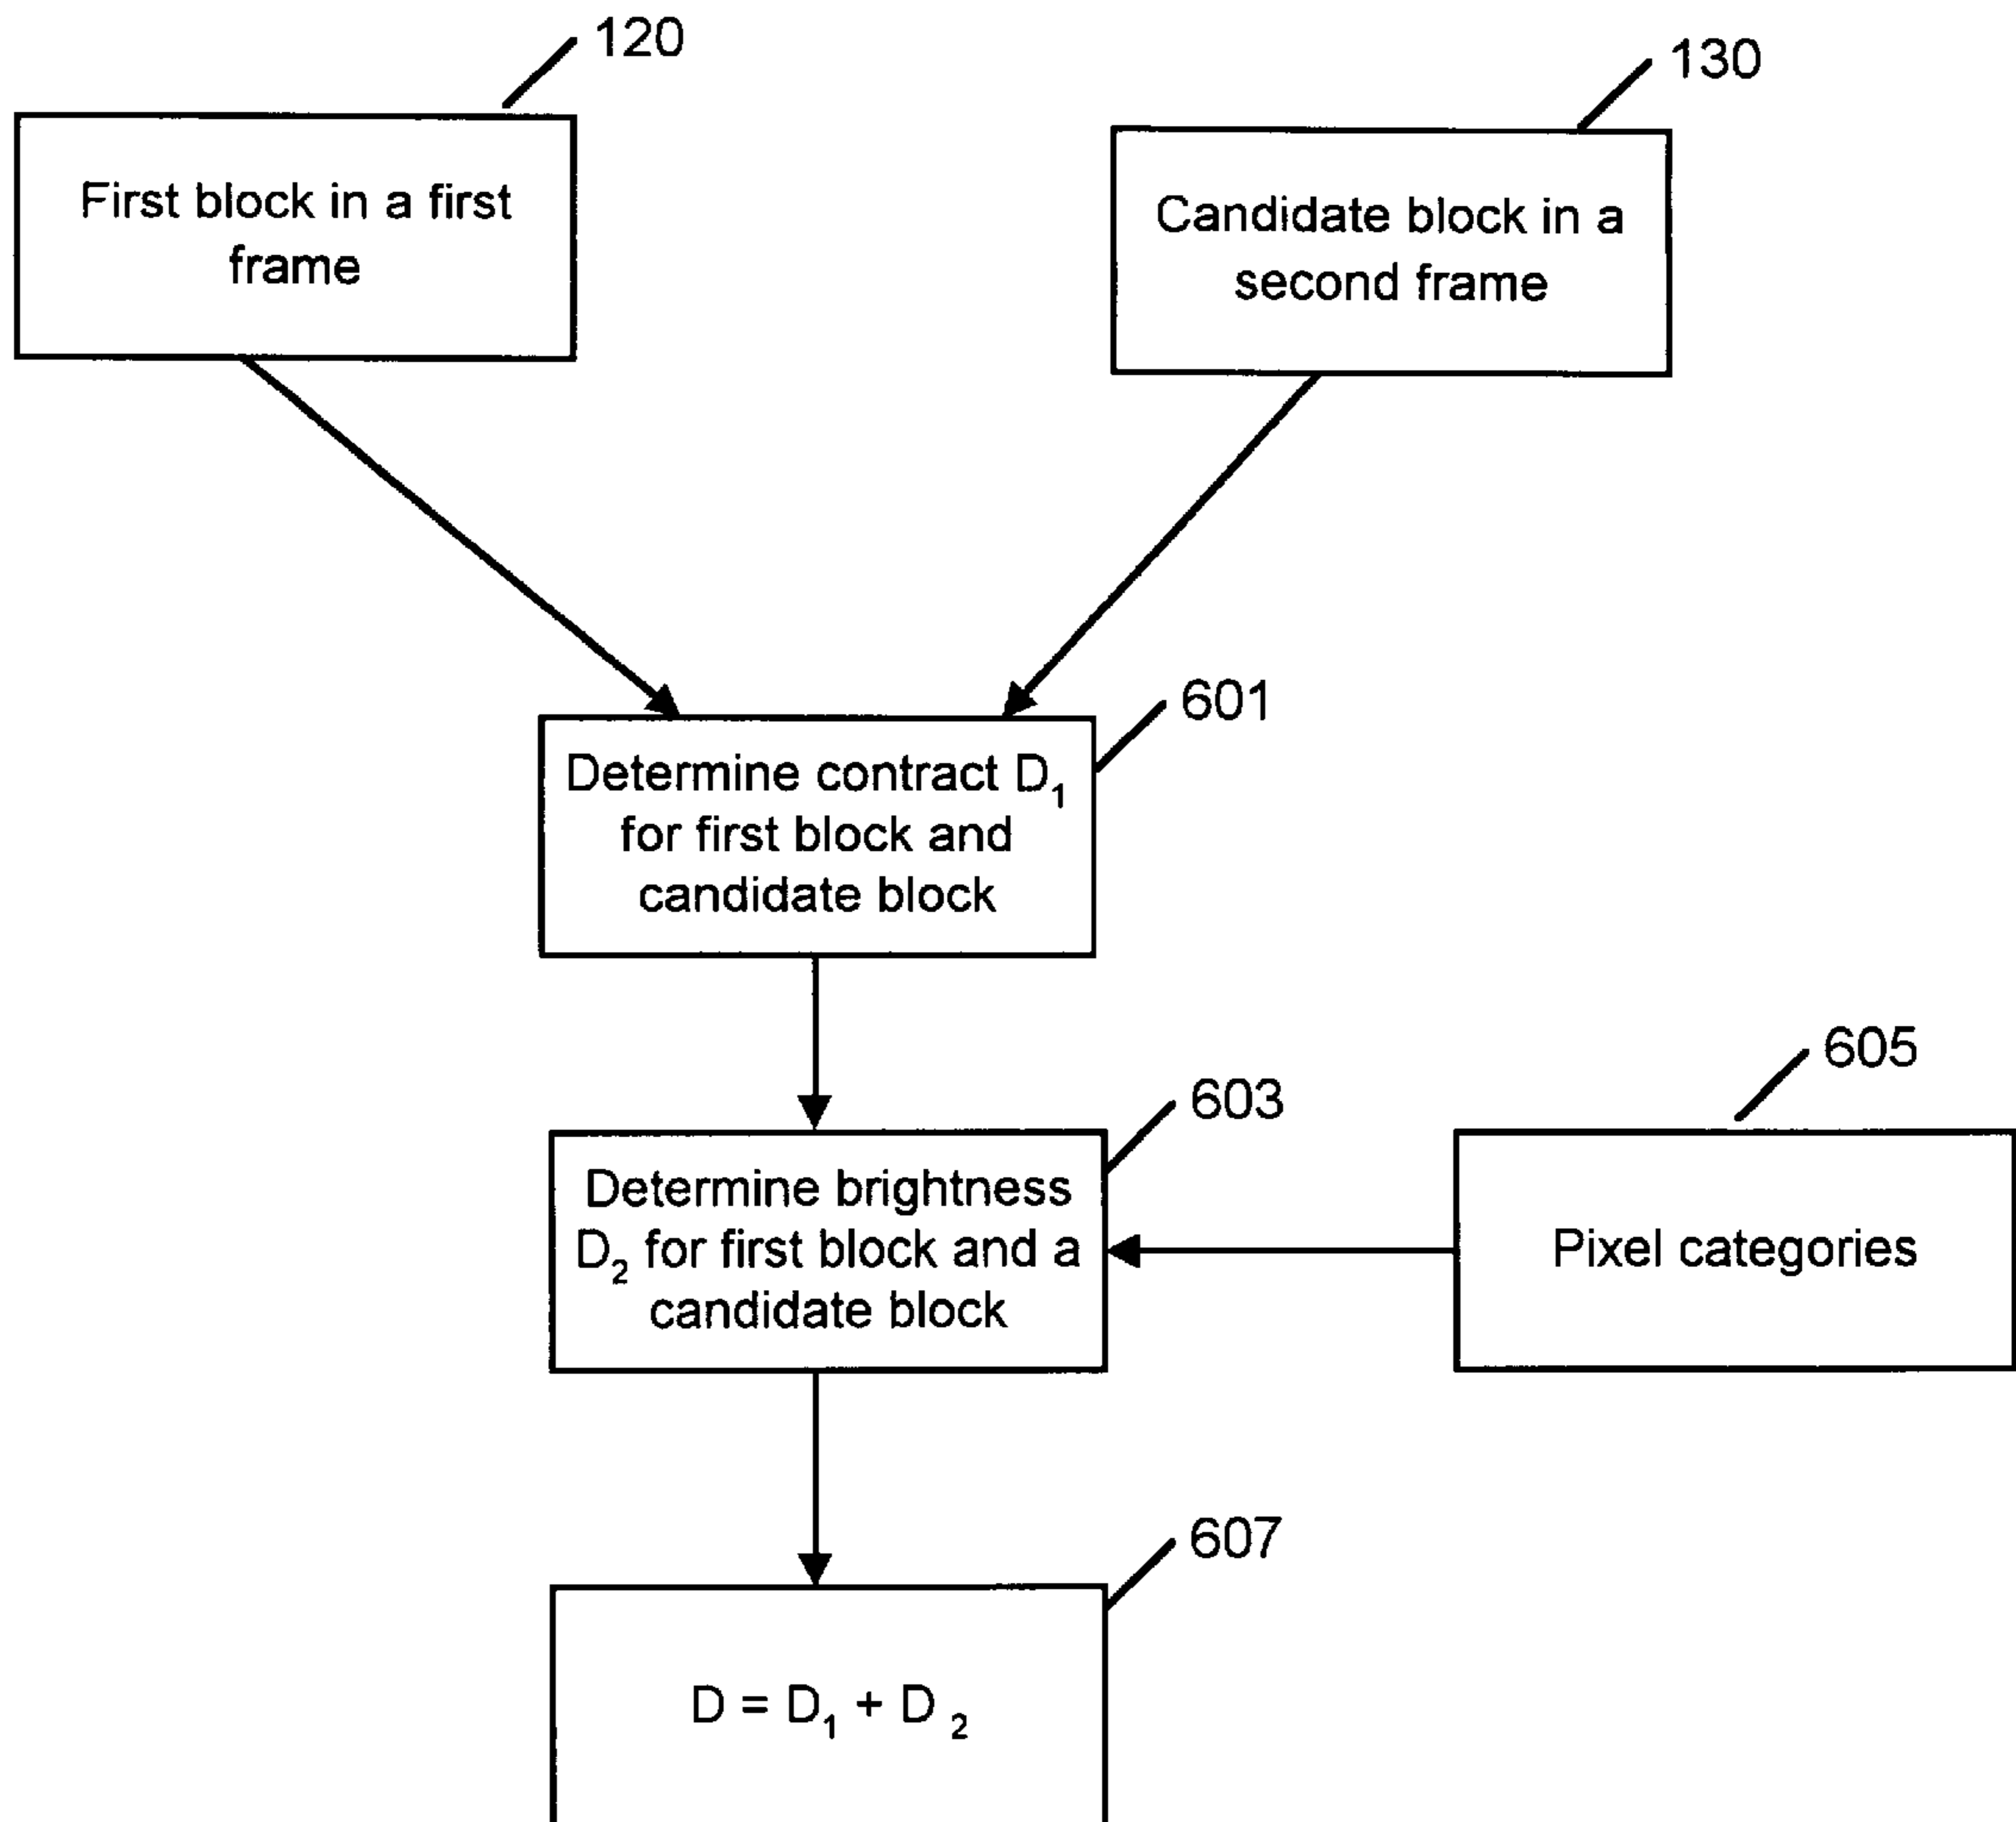 120
130
First block in a first
frame
Candidate block in a
second frame
601
Determine contract D₁
for first block and
candidate block
605
603
Determine brightness
D₂ for first block and a
candidate block
Pixel categories
607
D = D₁ + D ₂